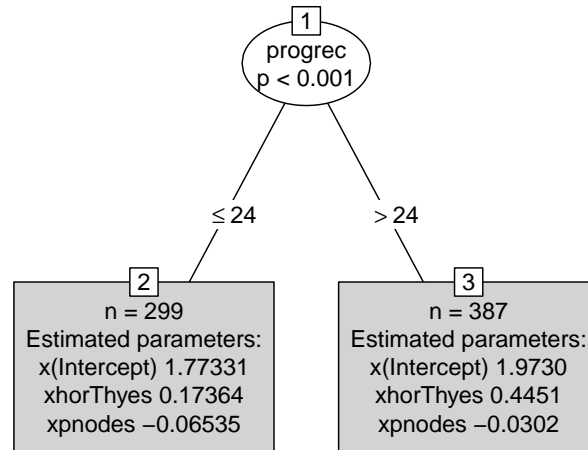 1
progrec
p < 0.001
≤ 24
> 24
2
n = 299
Estimated parameters:
x(Intercept) 1.77331
xhorThyes 0.17364
xpnodes −0.06535
3
n = 387
Estimated parameters:
x(Intercept) 1.9730
xhorThyes 0.4451
xpnodes −0.0302